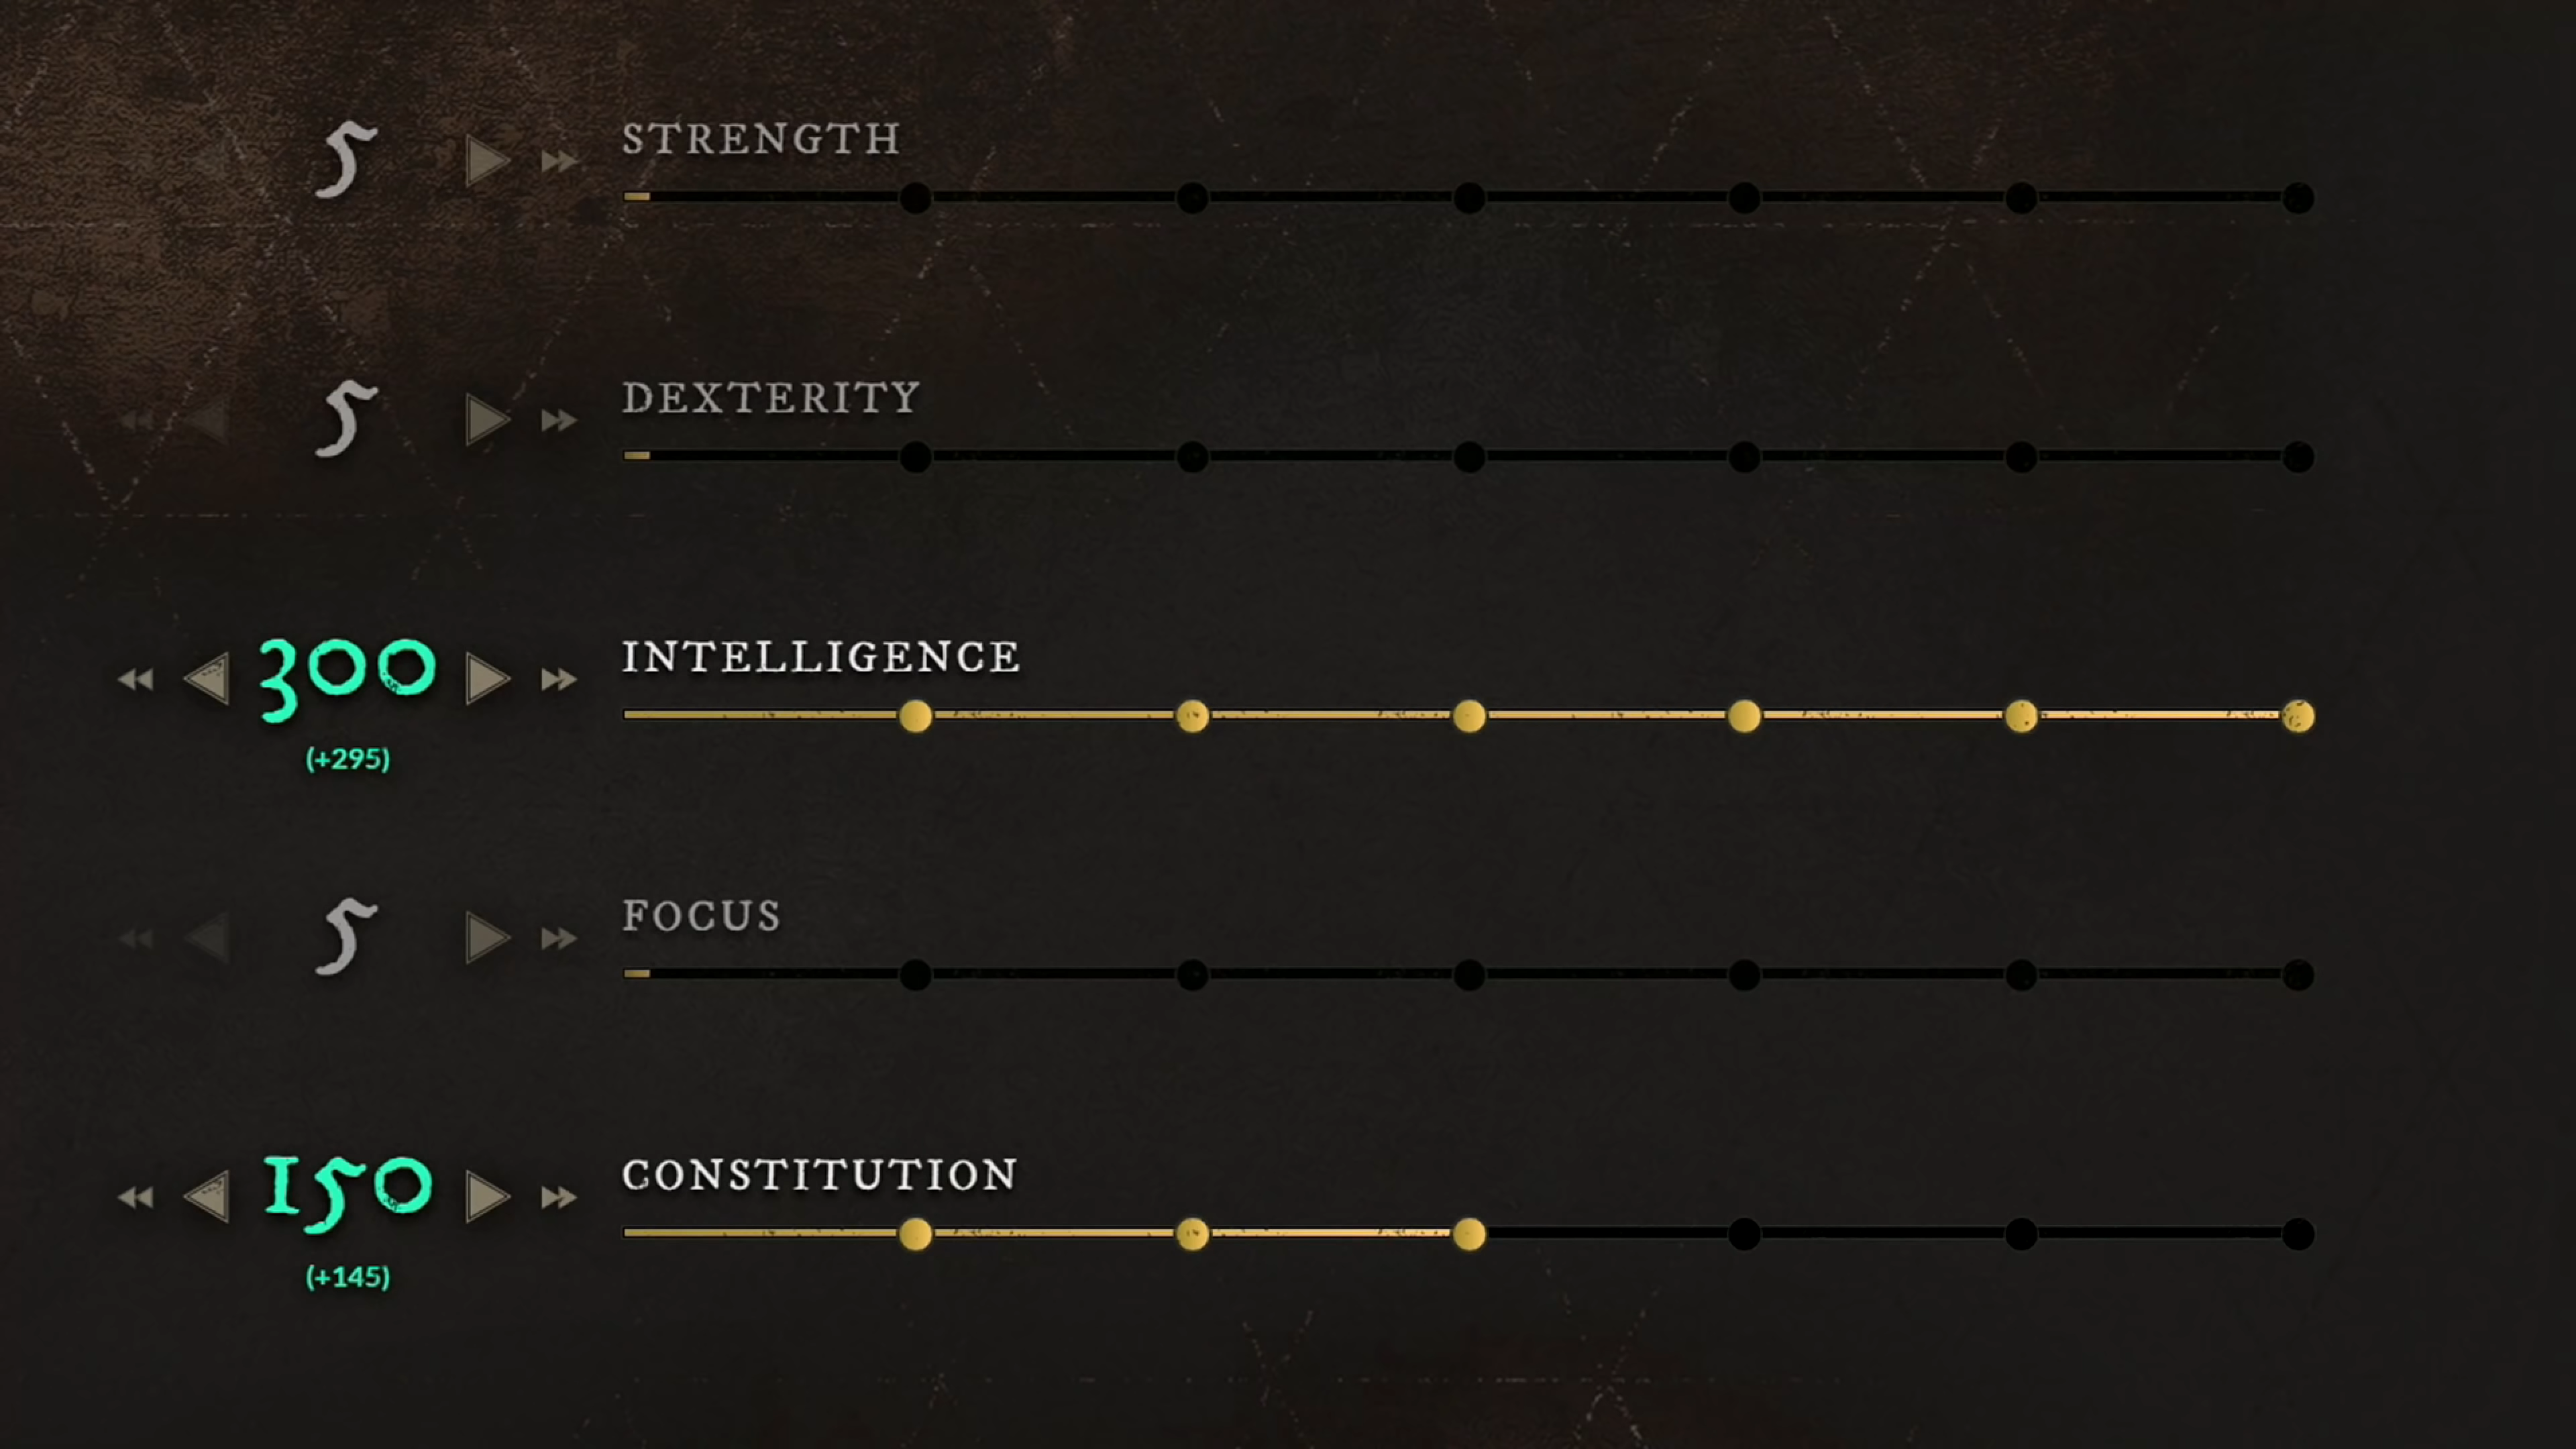 5 STRENGTH
5 DEXTERITY
300 INTELLIGENCE
(+295)
5 FOCUS
150 CONSTITUTION
(+145)